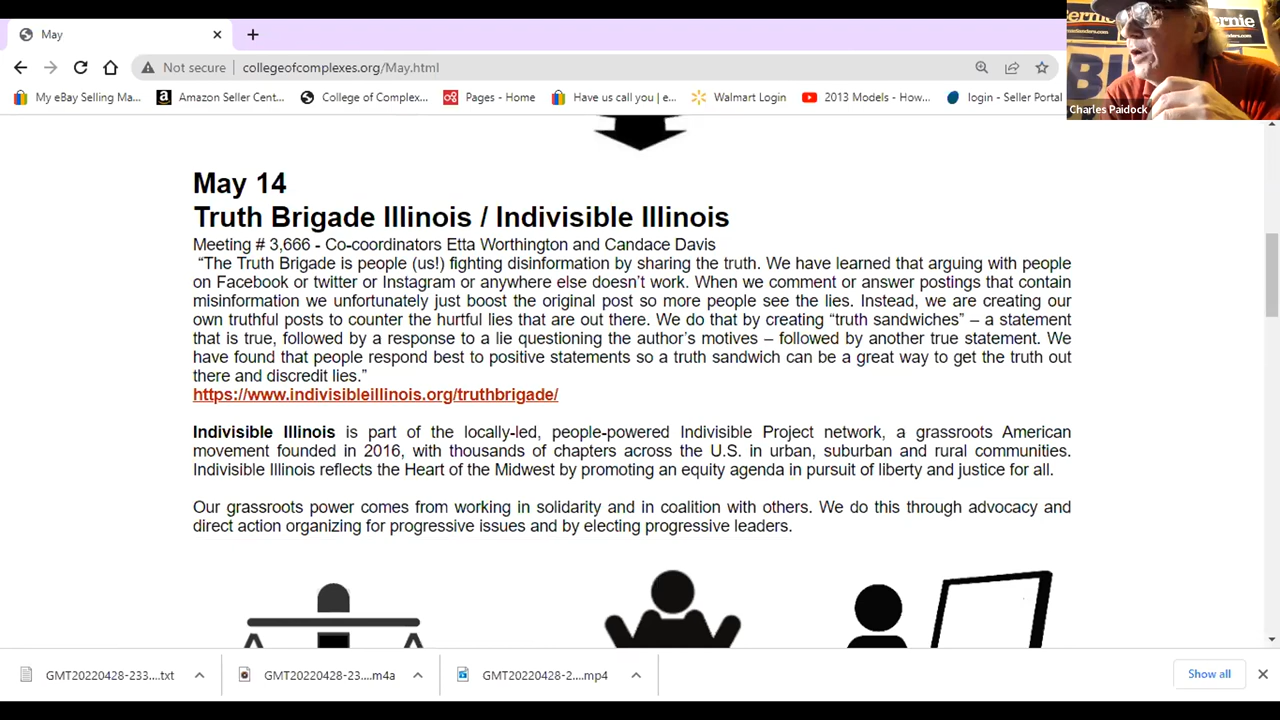 May
Not secure
collegeofcomplexes.org/May.html
My eBay Selling Ma...
Amazon Seller Cent...
College of Complex...
Pages - Home
Have us call you | e...
Walmart Login
2013 Models - How...
login - Seller Portal
ernie
Charles Paidock
May 14
Truth Brigade Illinois / Indivisible Illinois
Meeting # 3,666 - Co-coordinators Etta Worthington and Candace Davis
“The Truth Brigade is people (us!) fighting disinformation by sharing the truth. We have learned that arguing with people
on Facebook or twitter or Instagram or anywhere else doesn’t work. When we comment or answer postings that contain
misinformation we unfortunately just boost the original post so more people see the lies. Instead, we are creating our
own truthful posts to counter the hurtful lies that are out there. We do that by creating “truth sandwiches” – a statement
that is true, followed by a response to a lie questioning the author’s motives – followed by another true statement. We
have found that people respond best to positive statements so a truth sandwich can be a great way to get the truth out
there and discredit lies.”
https://www.indivisibleillinois.org/truthbrigade/
Indivisible Illinois is part of the locally-led, people-powered Indivisible Project network, a grassroots American
movement founded in 2016, with thousands of chapters across the U.S. in urban, suburban and rural communities.
Indivisible Illinois reflects the Heart of the Midwest by promoting an equity agenda in pursuit of liberty and justice for all.
Our grassroots power comes from working in solidarity and in coalition with others. We do this through advocacy and
direct action organizing for progressive issues and by electing progressive leaders.
GMT20220428-233....txt
GMT20220428-23....m4a
GMT20220428-2....mp4
Show all